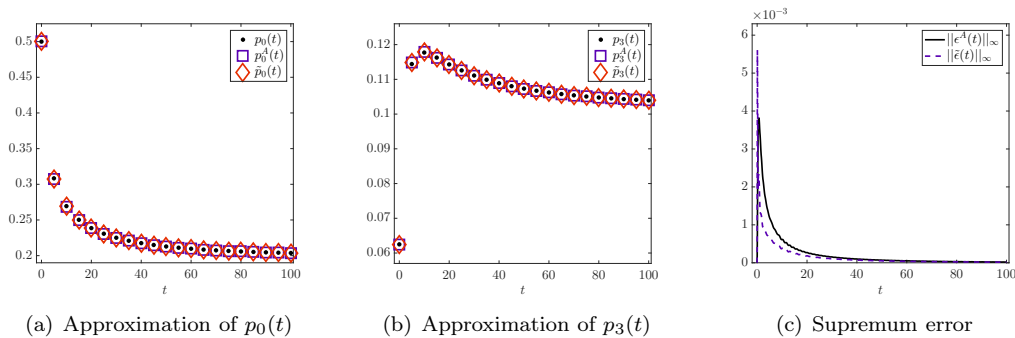 0.5
0.45
0.4
0.35
0.3
0.25
0.2
0 20 40 60 80 100
t
p₀(t)
p₀ᴬ(t)
p̃₀(t)
(a) Approximation of p₀(t)
0.12
0.11
0.1
0.09
0.08
0.07
0.06
0 20 40 60 80 100
t
p₃(t)
p₃ᴬ(t)
p̃₃(t)
(b) Approximation of p₃(t)
×10⁻³
6
5
4
3
2
1
0
0 20 40 60 80 100
t
||ϵᴬ(t)||∞
||ϵ̃(t)||∞
(c) Supremum error